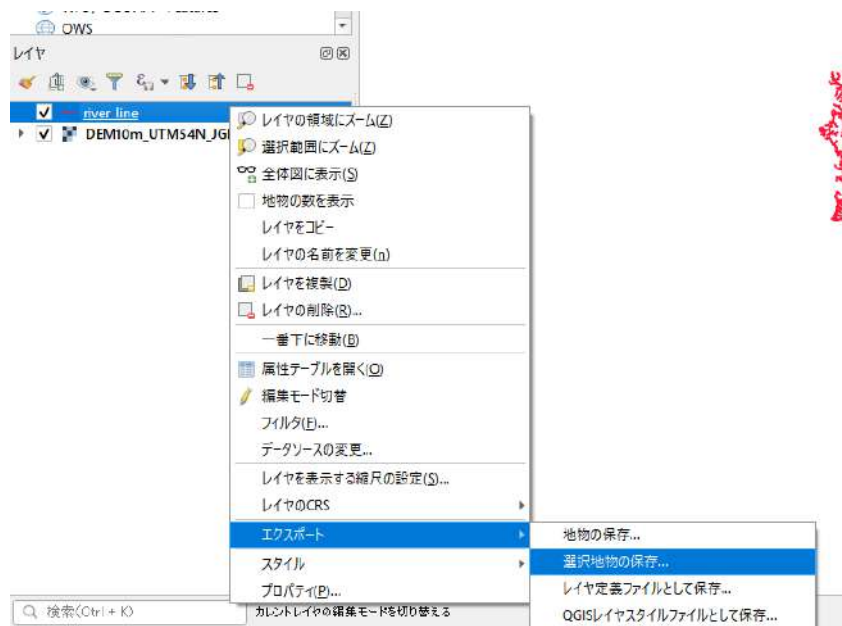 OWS
レイヤ
river line
DEM10m_UTM54N_JG
レイヤの領域にズーム(Z)
選択範囲にズーム(Z)
全体図に表示(S)
地物の数を表示
レイヤをコピー
レイヤの名前を変更(n)
レイヤを複製(D)
レイヤの削除(R)...
一番下に移動(B)
属性テーブルを開く(O)
編集モード切替
フィルタ(F)...
データソースの変更...
レイヤを表示する縮尺の設定(S)...
レイヤのCRS
エクスポート
スタイル
プロパティ(P)...
地物の保存...
選択地物の保存...
レイヤ定義ファイルとして保存...
QGISレイヤスタイルファイルとして保存...
検索(Ctrl + K)
カレントレイヤの編集モードを切り替える